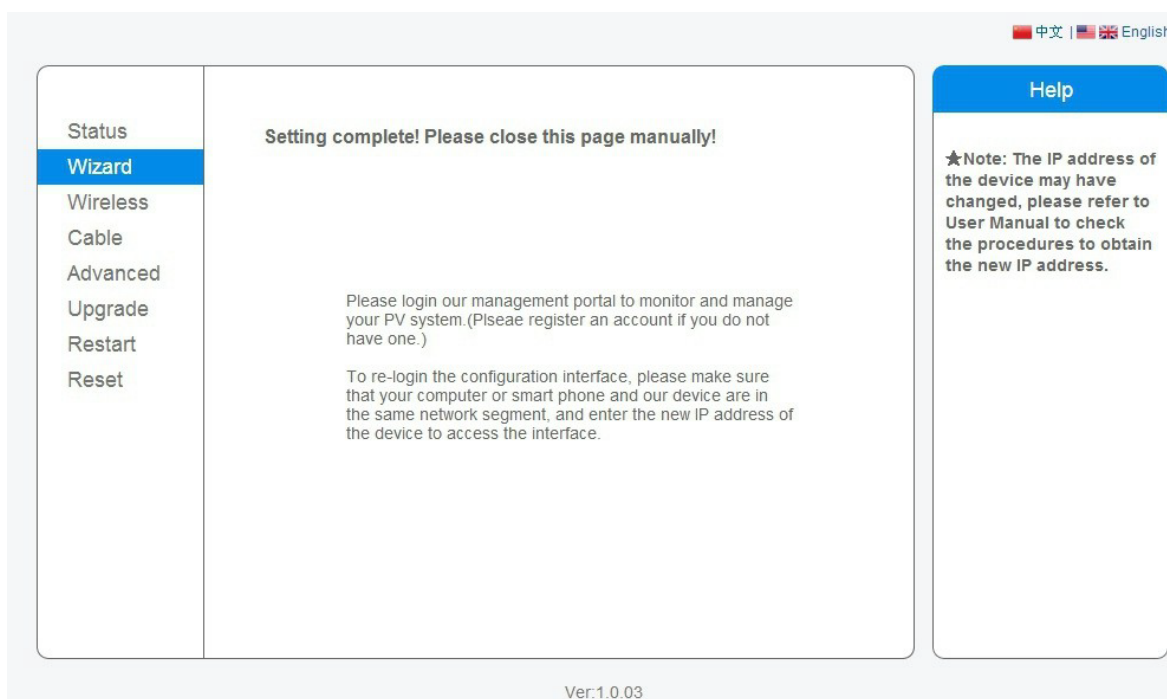 中文 | English
Status
Wizard
Wireless
Cable
Advanced
Upgrade
Restart
Reset
Setting complete! Please close this page manually!
Please login our management portal to monitor and manage
your PV system.(Plseae register an account if you do not
have one.)
To re-login the configuration interface, please make sure
that your computer or smart phone and our device are in
the same network segment, and enter the new IP address of
the device to access the interface.
Help
★Note: The IP address of
the device may have
changed, please refer to
User Manual to check
the procedures to obtain
the new IP address.
Ver:1.0.03